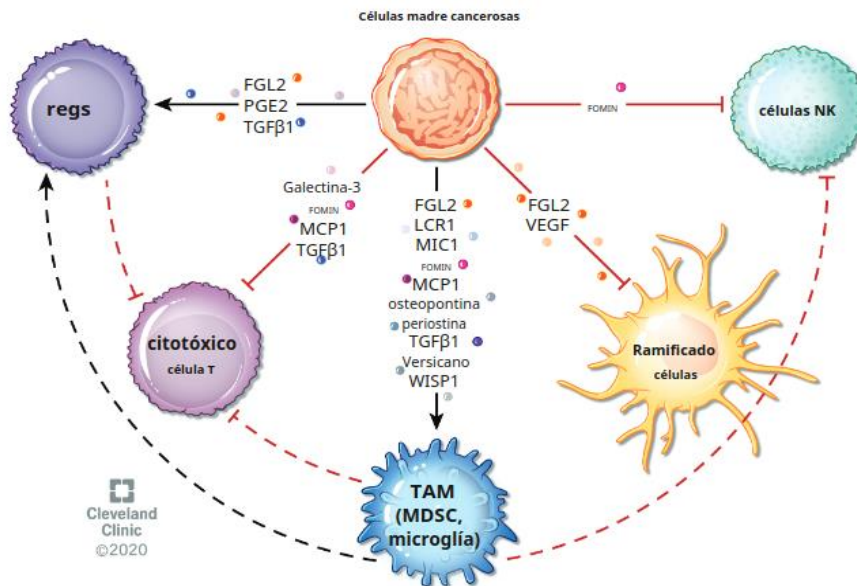 Células madre cancerosas
regs
FGL2
PGE2
TGFβ1
FOMIN
células NK
Galectina-3
FOMIN
MCP1
TGFβ1
FGL2
LCR1
MIC1
FOMIN
MCP1
osteopontina
periostina
TGFβ1
Versicano
WISP1
FGL2
VEGF
citotóxico
célula T
Ramificado
células
TAM
(MDSC,
microglía)
Cleveland
Clinic
©2020